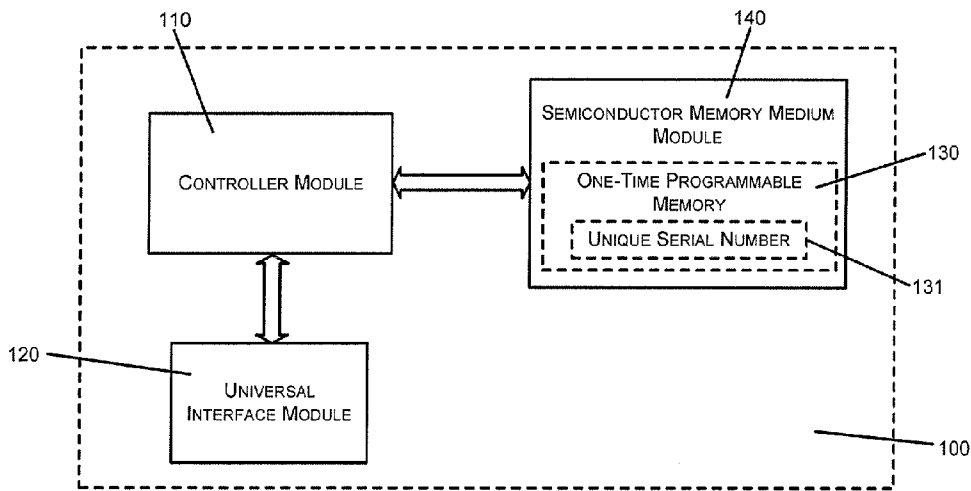 110
140
SEMICONDUCTOR MEMORY MEDIUM
MODULE
130
CONTROLLER MODULE
ONE-TIME PROGRAMMABLE
MEMORY
UNIQUE SERIAL NUMBER
131
120
UNIVERSAL
INTERFACE MODULE
100